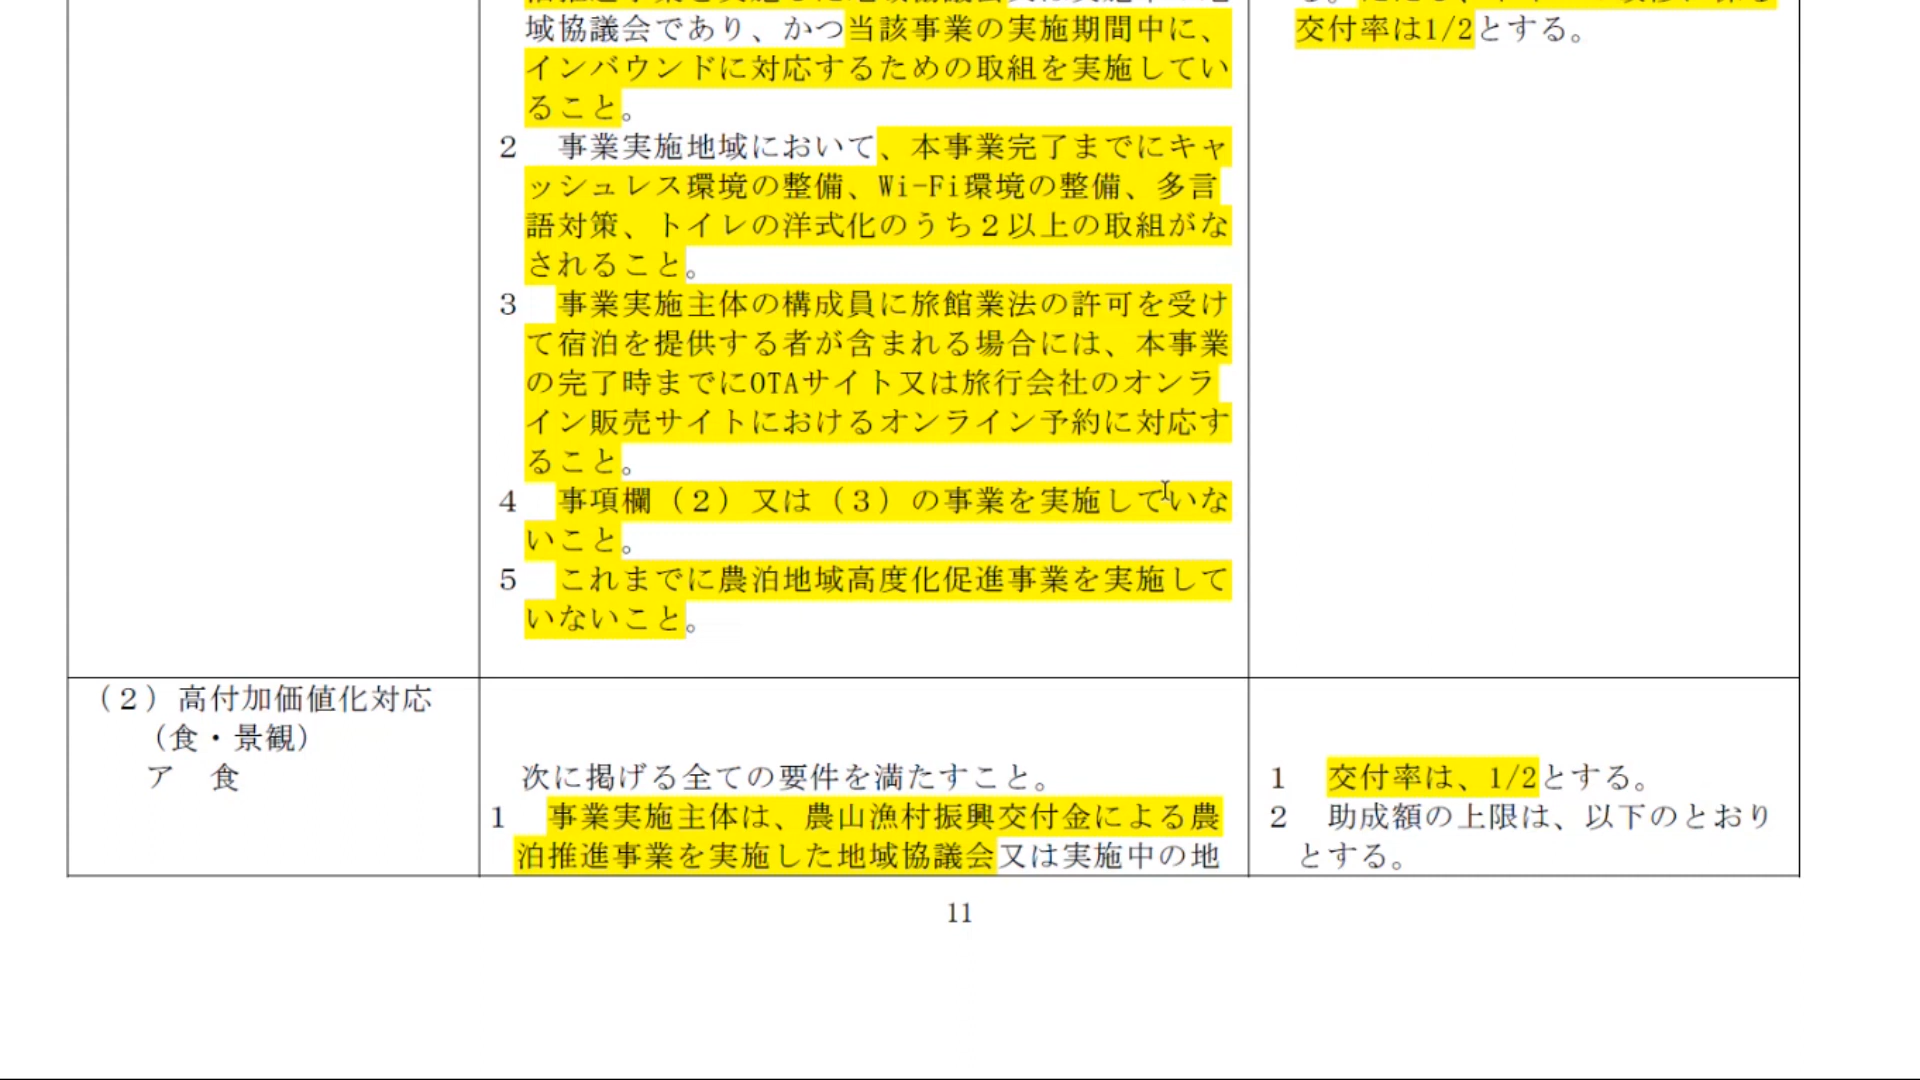 域協議会であり、かつ当該事業の実施期間中に、
インバウンドに対応するための取組を実施してい
ること。
2 事業実施地域において、本事業完了までにキャ
ッシュレス環境の整備、Wi-Fi環境の整備、多言
語対策、トイレの洋式化のうち2以上の取組がな
されること。
3 事業実施主体の構成員に旅館業法の許可を受け
て宿泊を提供する者が含まれる場合には、本事業
の完了時までにOTAサイト又は旅行会社のオンラ
イン販売サイトにおけるオンライン予約に対応す
ること。
4 事項欄（2）又は（3）の事業を実施していな
いこと。
5 これまでに農泊地域高度化促進事業を実施して
いないこと。
交付率は1/2とする。
（2）高付加価値化対応
（食・景観）
ア 食
次に掲げる全ての要件を満たすこと。
1 事業実施主体は、農山漁村振興交付金による農
泊推進事業を実施した地域協議会又は実施中の地
1 交付率は、1/2とする。
2 助成額の上限は、以下のとおり
とする。
11